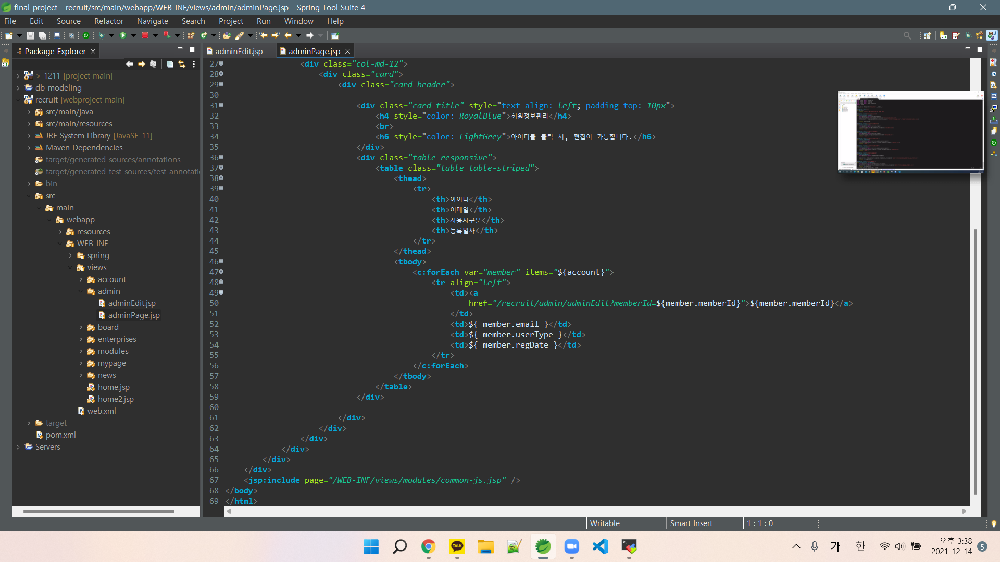 final_project - recruit/src/main/webapp/WEB-INF/views/admin/adminPage.jsp - Spring Tool Suite 4
File Edit Source Refactor Navigate Search Project Run Window Help
Package Explorer
> 1211 [project main]
db-modeling
recruit [webproject main]
src/main/java
src/main/resources
JRE System Library [JavaSE-11]
Maven Dependencies
target/generated-sources/annotations
target/generated-test-sources/test-annotati
bin
src
main
webapp
resources
WEB-INF
spring
views
account
admin
adminEdit.jsp
adminPage.jsp
board
enterprises
modules
mypage
news
home.jsp
home2.jsp
web.xml
target
pom.xml
Servers
adminEdit.jsp adminPage.jsp
27 <div class="col-md-12">
28 <div class="card">
29 <div class="card-header">
30
31 <div class="card-title" style="text-align: left; padding-top: 10px">
32 <h4 style="color: RoyalBlue">회원정보관리</h4>
33 <br>
34 <h6 style="color: LightGrey">아이디를 클릭 시, 편집이 가능합니다.</h6>
35 </div>
36 <div class="table-responsive">
37 <table class="table table-striped">
38 <thead>
39 <tr>
40 <th>아이디</th>
41 <th>이메일</th>
42 <th>사용자구분</th>
43 <th>등록일자</th>
44 </tr>
45 </thead>
46 <tbody>
47 <c:forEach var="member" items="${account}">
48 <tr align="left">
49 <td><a
50 href="/recruit/admin/adminEdit?memberId=${member.memberId}">${member.memberId}</a>
51 </td>
52 <td>${ member.email }</td>
53 <td>${ member.userType }</td>
54 <td>${ member.regDate }</td>
55 </tr>
56 </c:forEach>
57 </tbody>
58 </table>
59 </div>
60
61 </div>
62 </div>
63 </div>
64 </div>
65 </div>
66 </div>
67 <jsp:include page="/WEB-INF/views/modules/common-js.jsp" />
68 </body>
69 </html>
Writable Smart Insert 1 : 1 : 0
TALK
가 한 오후 3:38
2021-12-14 5